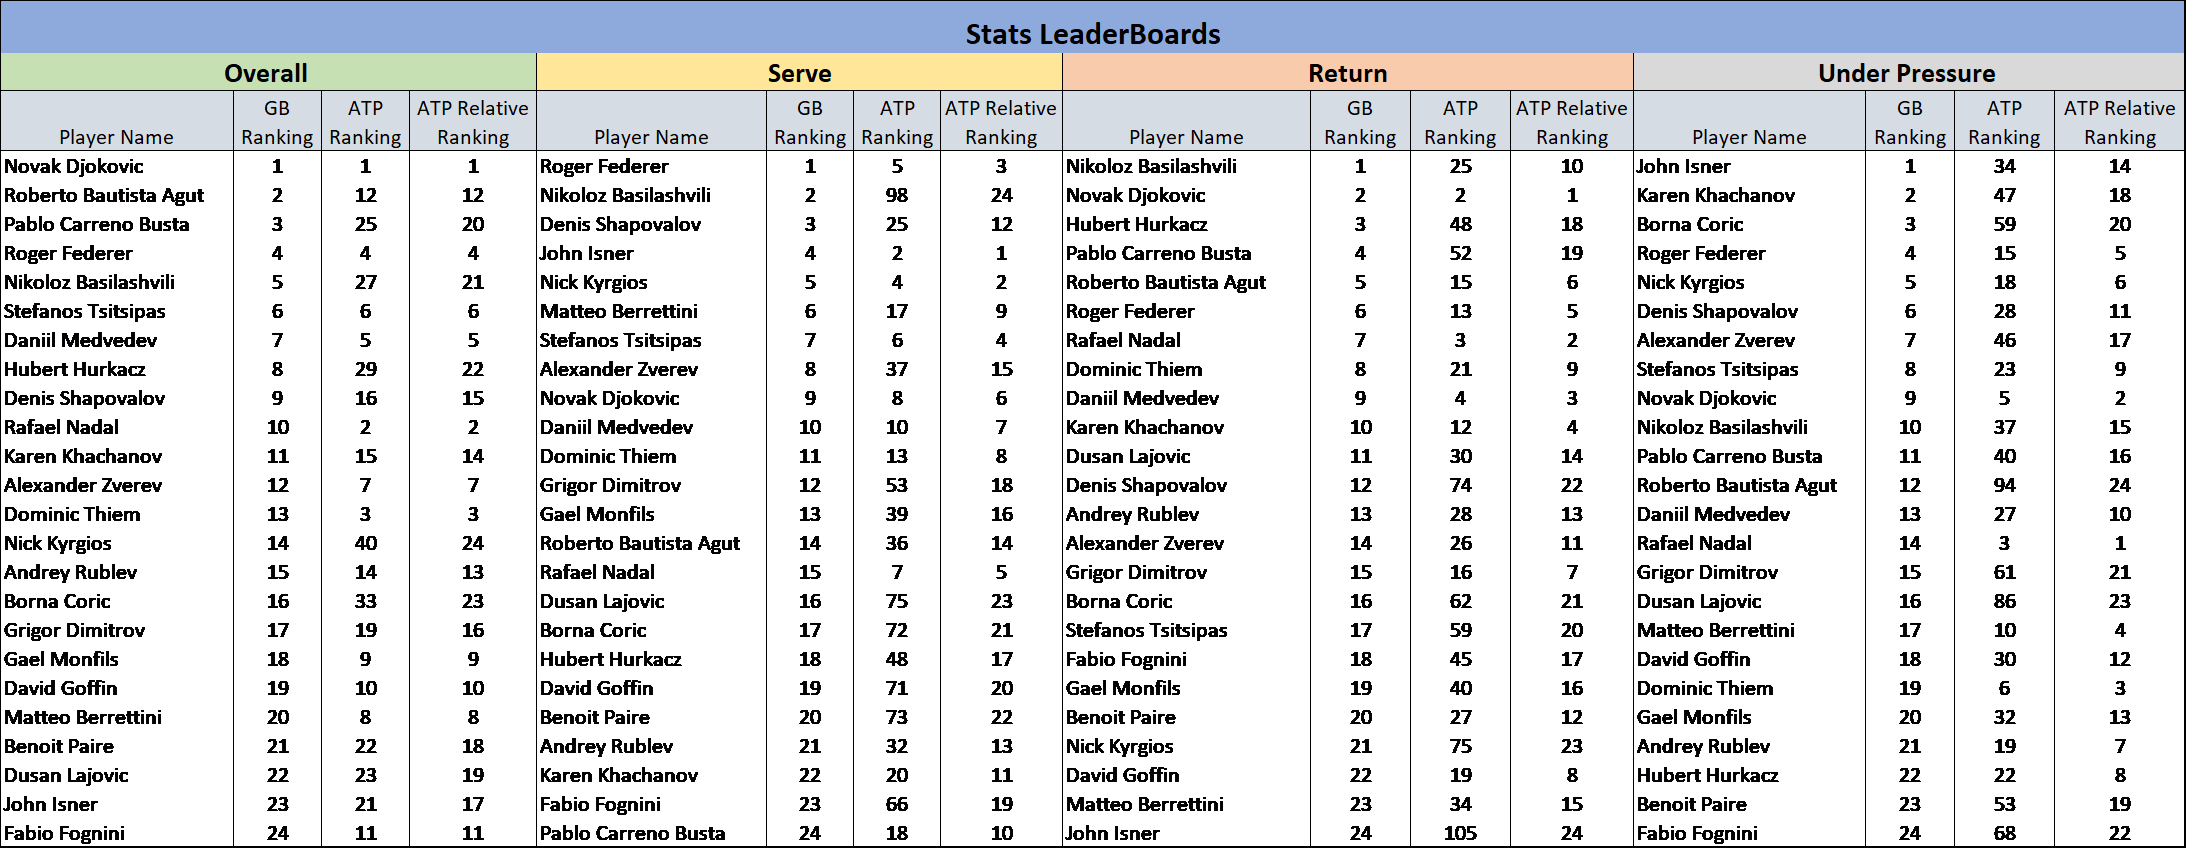 Stats LeaderBoards
Overall Serve Return Under Pressure
GB ATP ATP Relative GB ATP ATP Relative GB ATP ATP Relative GB ATP ATP Relative
Player Name Ranking Ranking Ranking Player Name Ranking Ranking Ranking Player Name Ranking Ranking Ranking Player Name Ranking Ranking Ranking
Novak Djokovic 1 1 1 Roger Federer 1 5 3 Nikoloz Basilashvili 1 25 10 John Isner 1 34 14
Roberto Bautista Agut 2 12 12 Nikoloz Basilashvili 2 98 24 Novak Djokovic 2 2 1 Karen Khachanov 2 47 18
Pablo Carreno Busta 3 25 20 Denis Shapovalov 3 25 12 Hubert Hurkacz 3 48 18 Borna Coric 3 59 20
Roger Federer 4 4 4 John Isner 4 2 1 Pablo Carreno Busta 4 52 19 Roger Federer 4 15 5
Nikoloz Basilashvili 5 27 21 Nick Kyrgios 5 4 2 Roberto Bautista Agut 5 15 6 Nick Kyrgios 5 18 6
Stefanos Tsitsipas 6 6 6 Matteo Berrettini 6 17 9 Roger Federer 6 13 5 Denis Shapovalov 6 28 11
Daniil Medvedev 7 5 5 Stefanos Tsitsipas 7 6 4 Rafael Nadal 7 3 2 Alexander Zverev 7 46 17
Hubert Hurkacz 8 29 22 Alexander Zverev 8 37 15 Dominic Thiem 8 21 9 Stefanos Tsitsipas 8 23 9
Denis Shapovalov 9 16 15 Novak Djokovic 9 8 6 Daniil Medvedev 9 4 3 Novak Djokovic 9 5 2
Rafael Nadal 10 2 2 Daniil Medvedev 10 10 7 Karen Khachanov 10 12 4 Nikoloz Basilashvili 10 37 15
Karen Khachanov 11 15 14 Dominic Thiem 11 13 8 Dusan Lajovic 11 30 14 Pablo Carreno Busta 11 40 16
Alexander Zverev 12 7 7 Grigor Dimitrov 12 53 18 Denis Shapovalov 12 74 22 Roberto Bautista Agut 12 94 24
Dominic Thiem 13 3 3 Gael Monfils 13 39 16 Andrey Rublev 13 28 13 Daniil Medvedev 13 27 10
Nick Kyrgios 14 40 24 Roberto Bautista Agut 14 36 14 Alexander Zverev 14 26 11 Rafael Nadal 14 3 1
Andrey Rublev 15 14 13 Rafael Nadal 15 7 5 Grigor Dimitrov 15 16 7 Grigor Dimitrov 15 61 21
Borna Coric 16 33 23 Dusan Lajovic 16 75 23 Borna Coric 16 62 21 Dusan Lajovic 16 86 23
Grigor Dimitrov 17 19 16 Borna Coric 17 72 21 Stefanos Tsitsipas 17 59 20 Matteo Berrettini 17 10 4
Gael Monfils 18 9 9 Hubert Hurkacz 18 48 17 Fabio Fognini 18 45 17 David Goffin 18 30 12
David Goffin 19 10 10 David Goffin 19 71 20 Gael Monfils 19 40 16 Dominic Thiem 19 6 3
Matteo Berrettini 20 8 8 Benoit Paire 20 73 22 Benoit Paire 20 27 12 Gael Monfils 20 32 13
Benoit Paire 21 22 18 Andrey Rublev 21 32 13 Nick Kyrgios 21 75 23 Andrey Rublev 21 19 7
Dusan Lajovic 22 23 19 Karen Khachanov 22 20 11 David Goffin 22 19 8 Hubert Hurkacz 22 22 8
John Isner 23 21 17 Fabio Fognini 23 66 19 Matteo Berrettini 23 34 15 Benoit Paire 23 53 19
Fabio Fognini 24 11 11 Pablo Carreno Busta 24 18 10 John Isner 24 105 24 Fabio Fognini 24 68 22